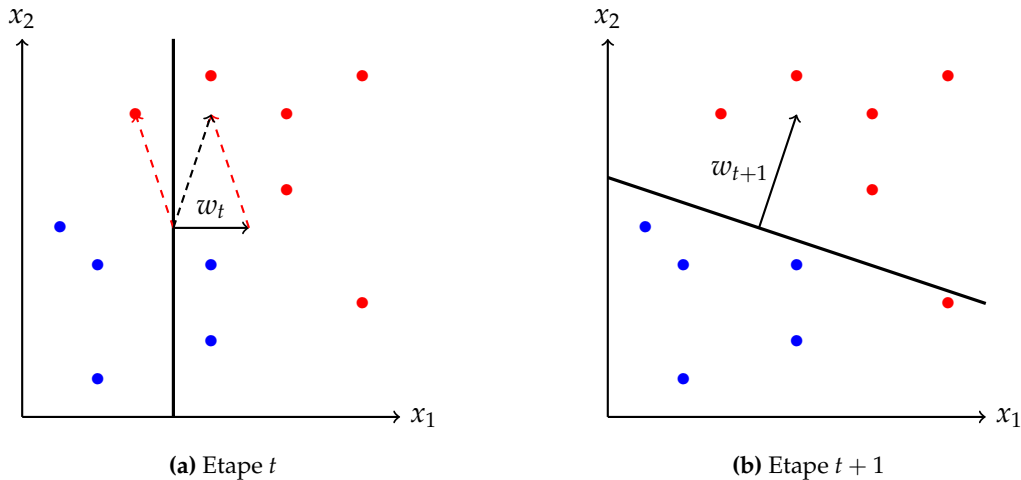 x₂
wₜ
x₁
(a) Etape t
x₂
wₜ₊₁
x₁
(b) Etape t + 1